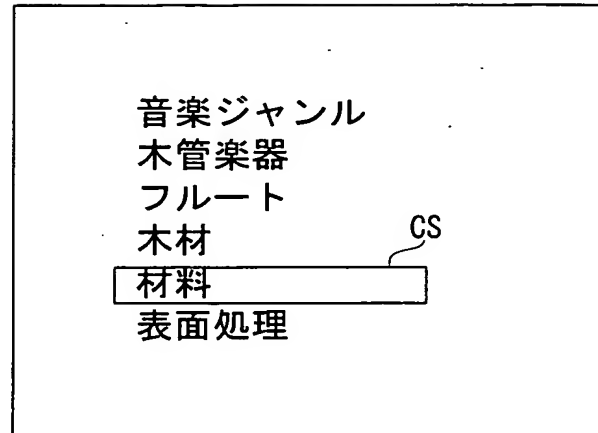 音楽ジャンル
木管楽器
フルート
木材
CS
材料
表面処理